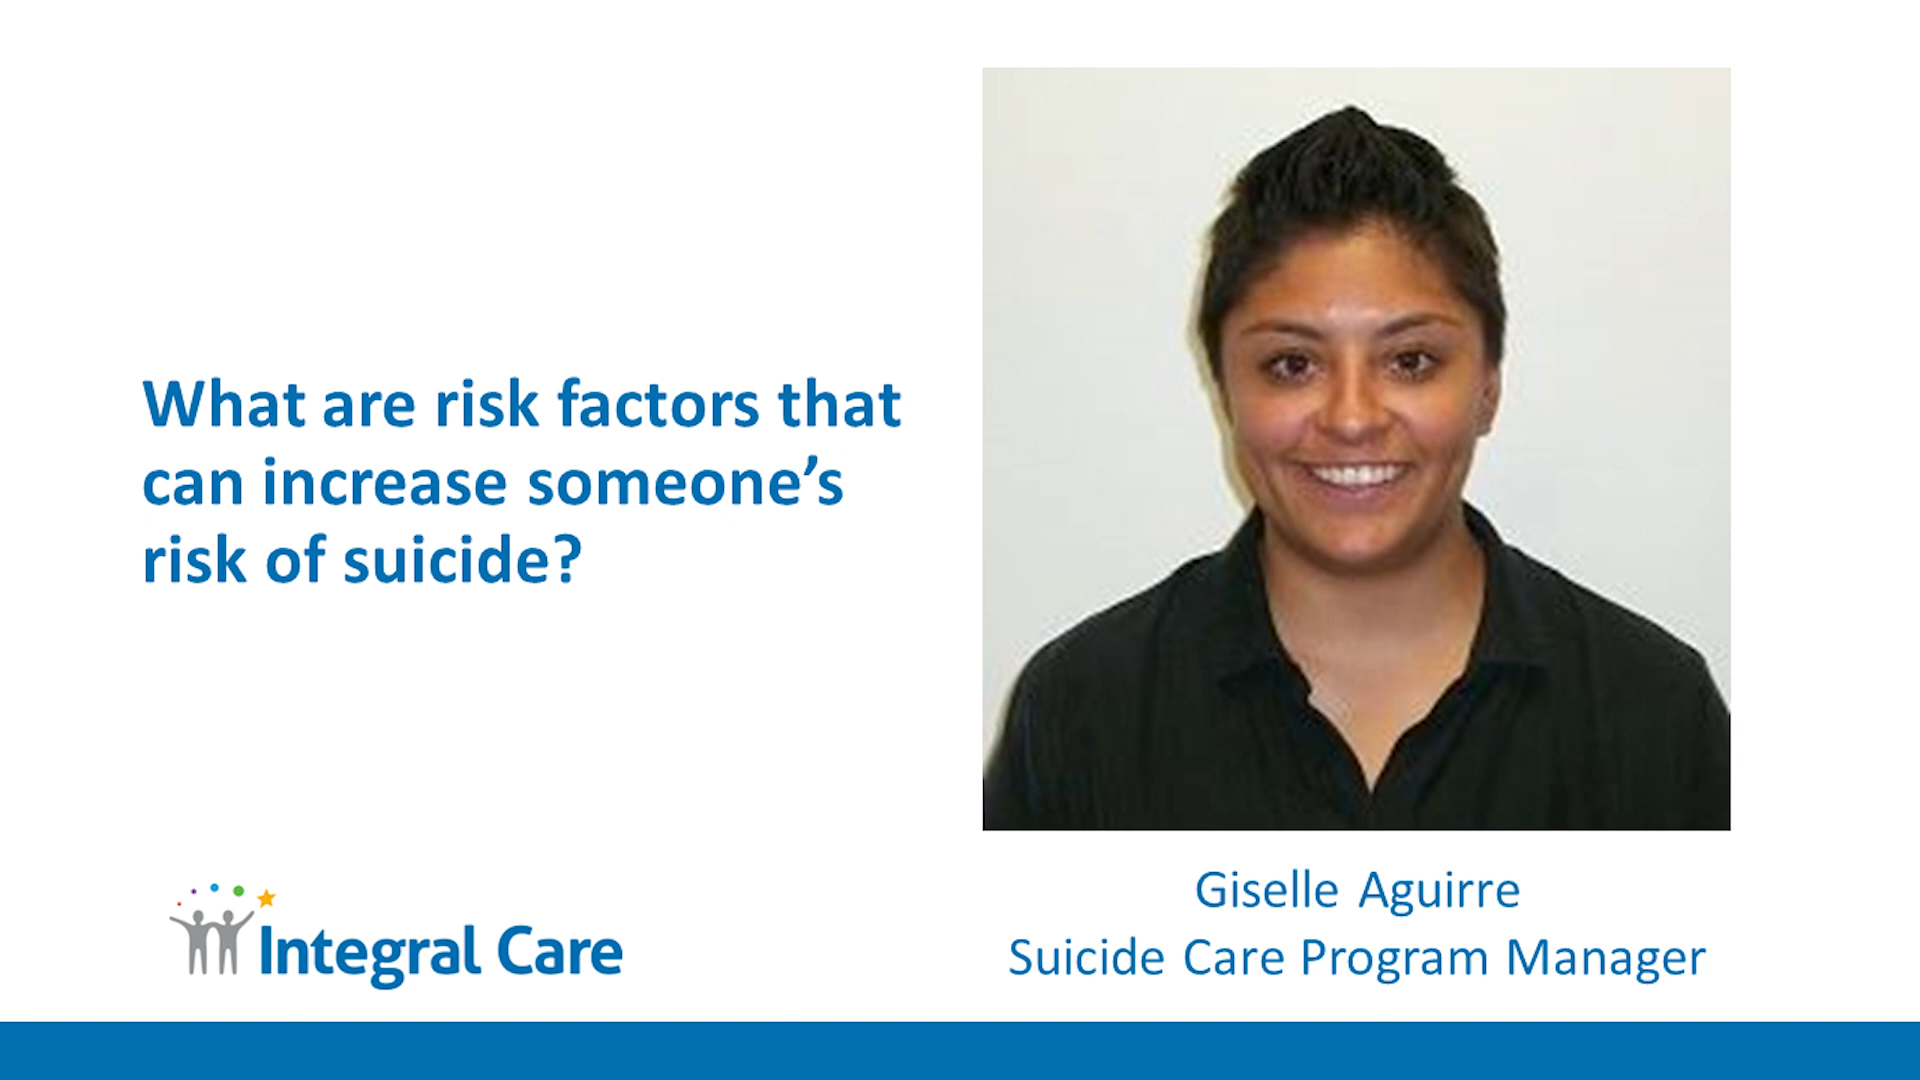 What are risk factors that
can increase someone’s
risk of suicide?
Integral Care
Giselle Aguirre
Suicide Care Program Manager